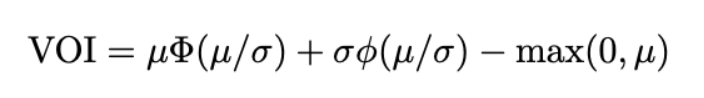 VOI = μΦ(μ/σ) + σϕ(μ/σ) − max(0, μ)